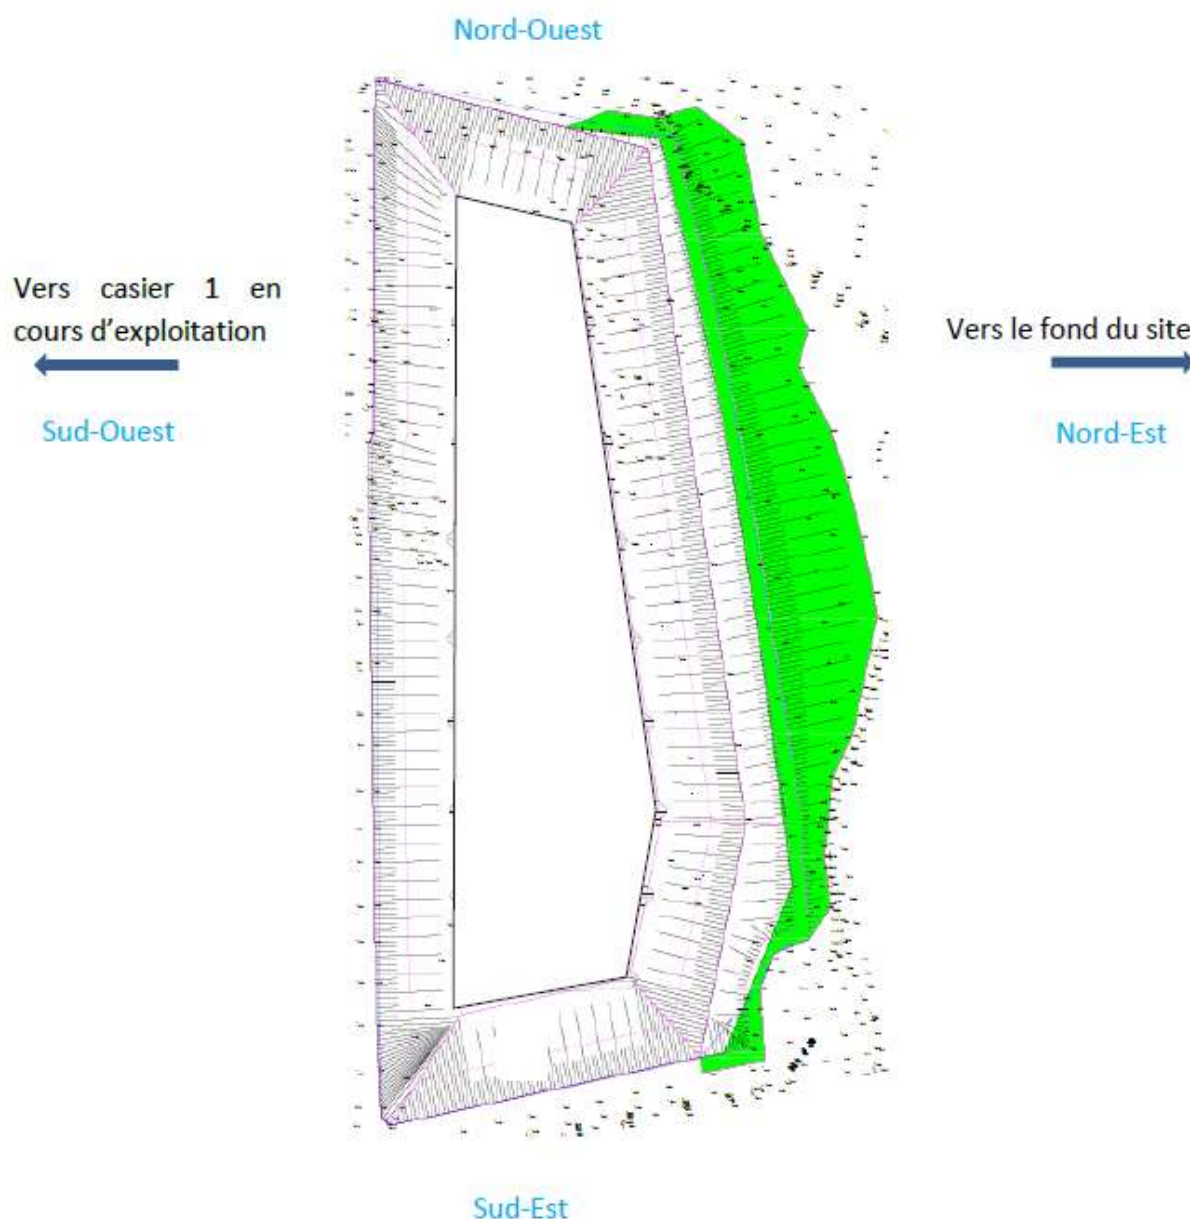 Nord-Ouest
Vers casier 1 en
cours d'exploitation
Sud-Ouest
Vers le fond du site
Nord-Est
Sud-Est